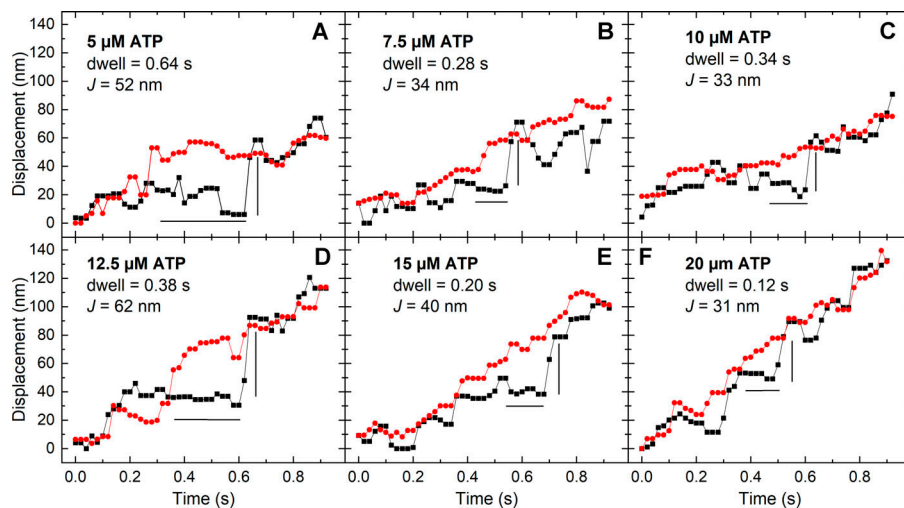 A
5 µM ATP
dwell = 0.64 s
J = 52 nm
B
7.5 µM ATP
dwell = 0.28 s
J = 34 nm
C
10 µM ATP
dwell = 0.34 s
J = 33 nm
Displacement (nm)
140
120
100
80
60
40
20
0
D
12.5 µM ATP
dwell = 0.38 s
J = 62 nm
E
15 µM ATP
dwell = 0.20 s
J = 40 nm
F
20 µm ATP
dwell = 0.12 s
J = 31 nm
Displacement (nm)
140
120
100
80
60
40
20
0
0.0 0.2 0.4 0.6 0.8
0.0 0.2 0.4 0.6 0.8
0.0 0.2 0.4 0.6 0.8
Time (s)
Time (s)
Time (s)